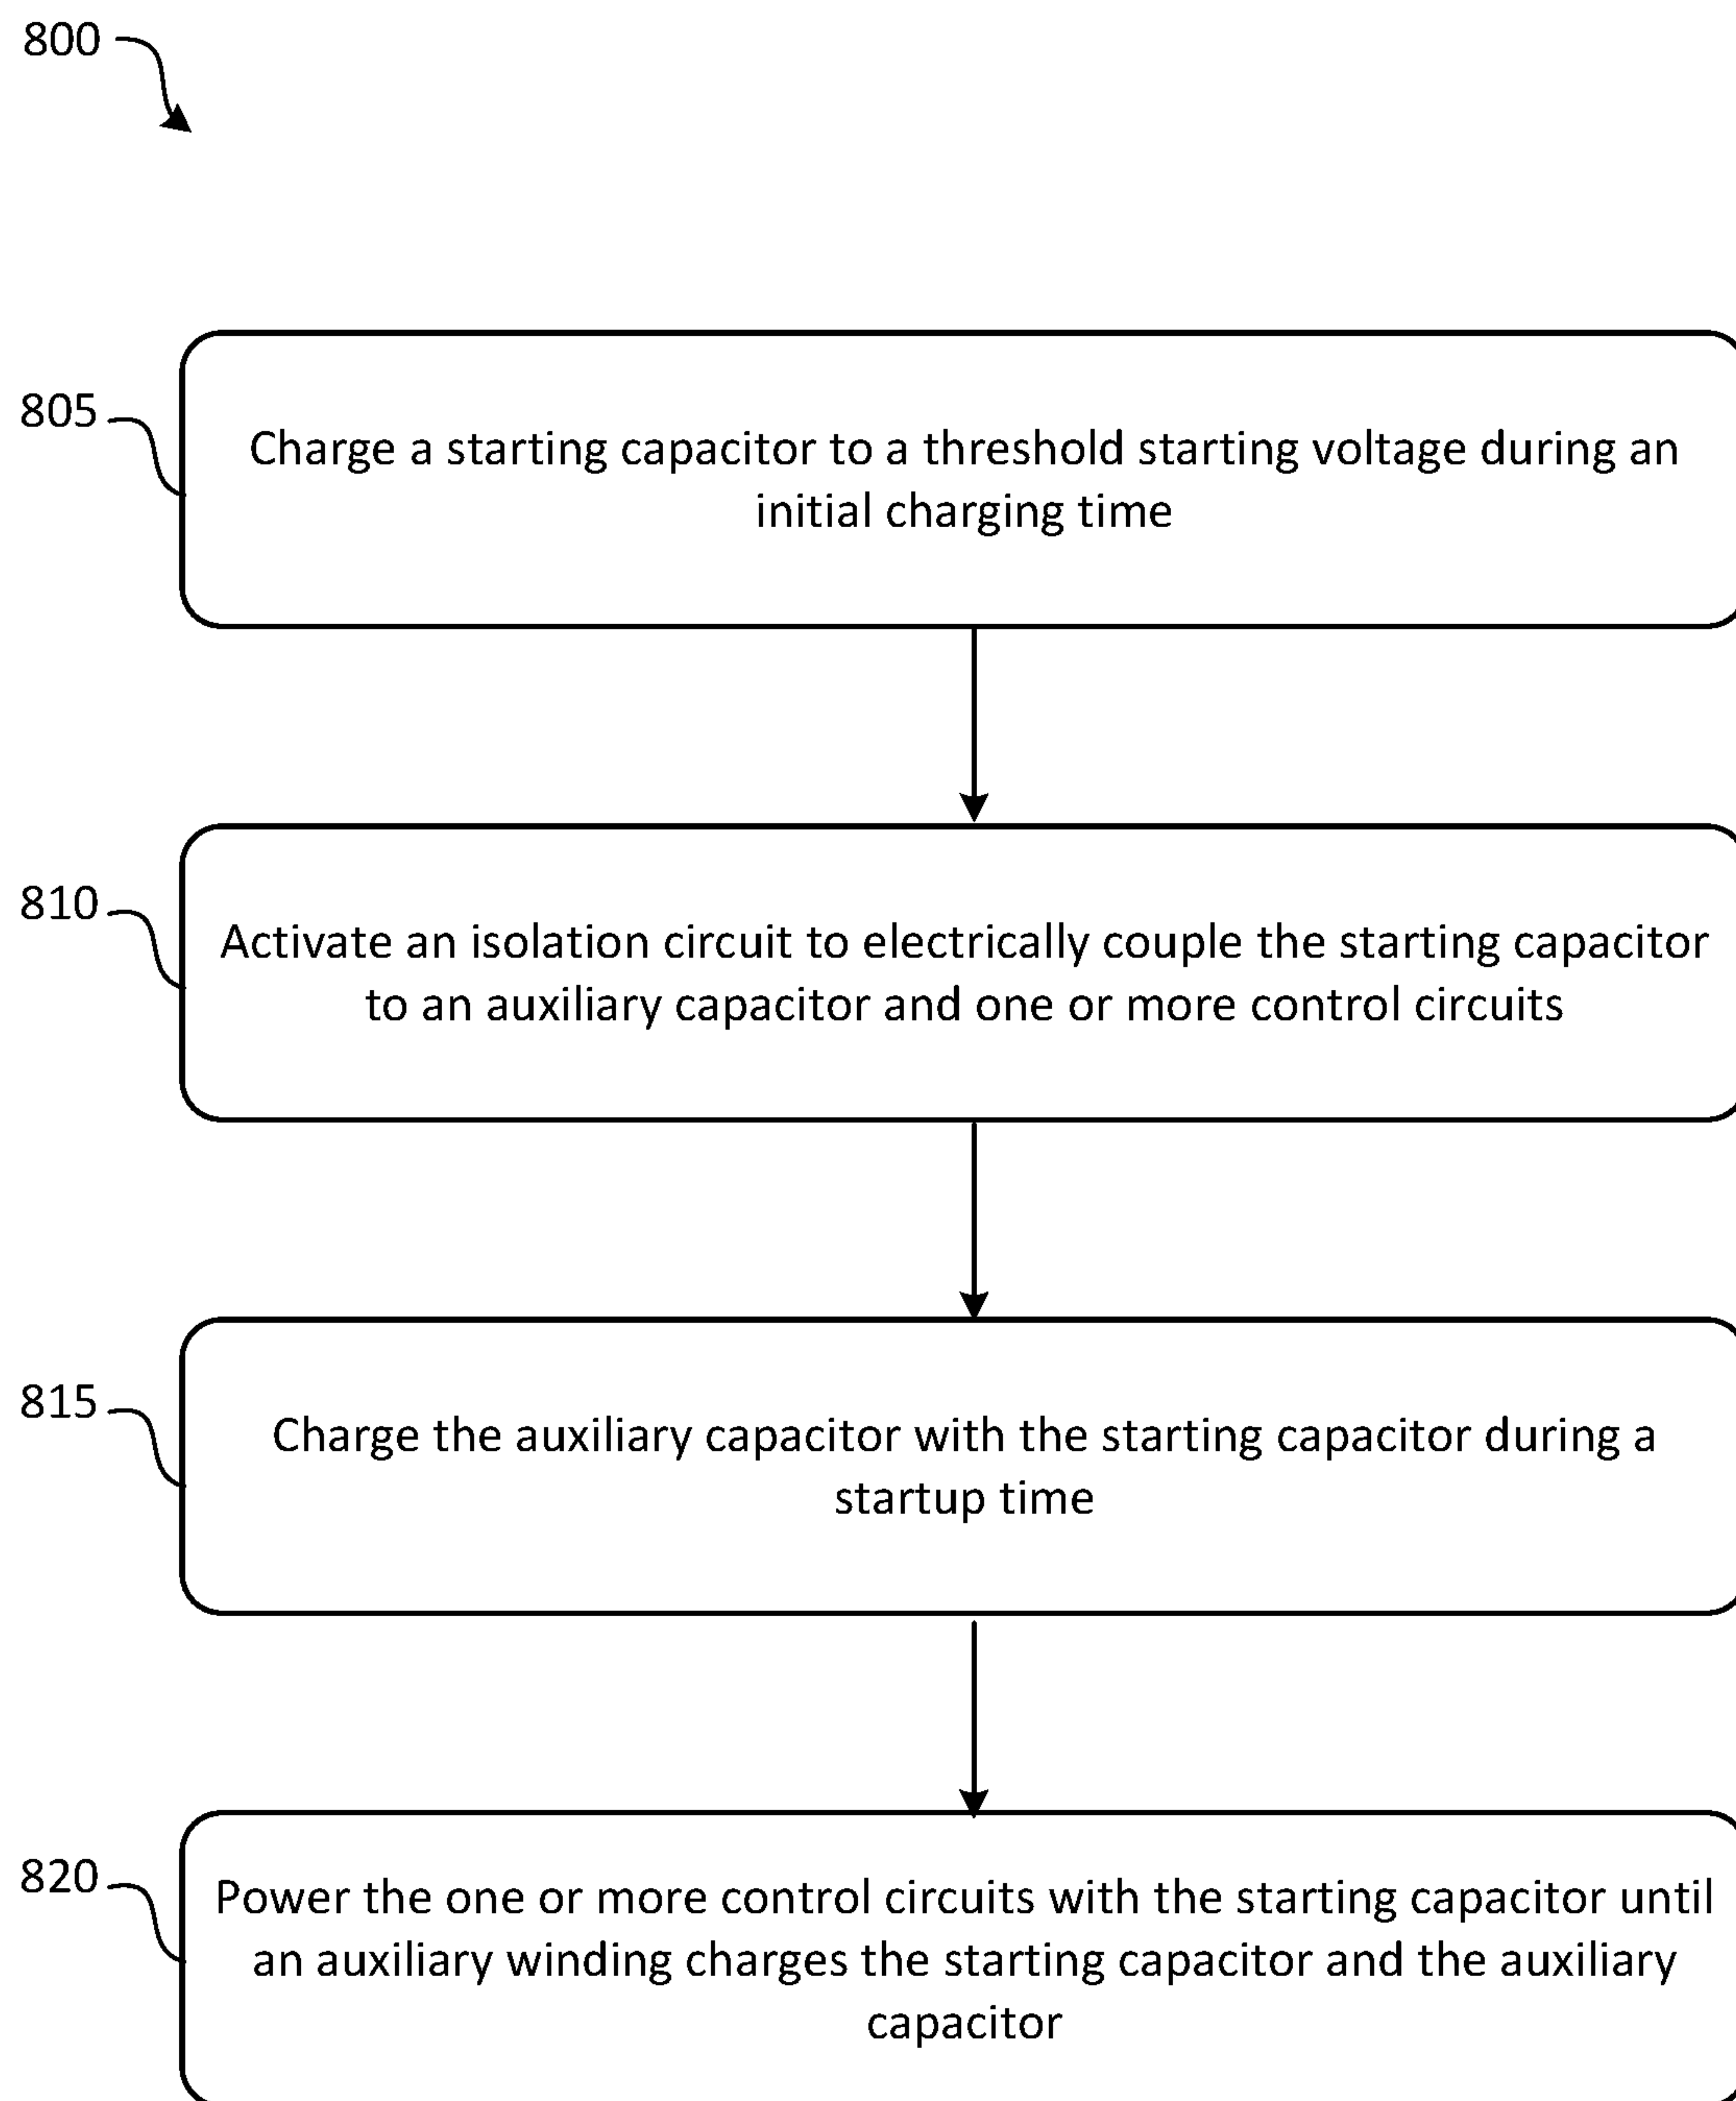 800
805
Charge a starting capacitor to a threshold starting voltage during an
initial charging time
810
Activate an isolation circuit to electrically couple the starting capacitor
to an auxiliary capacitor and one or more control circuits
815
Charge the auxiliary capacitor with the starting capacitor during a
startup time
820
Power the one or more control circuits with the starting capacitor until
an auxiliary winding charges the starting capacitor and the auxiliary
capacitor